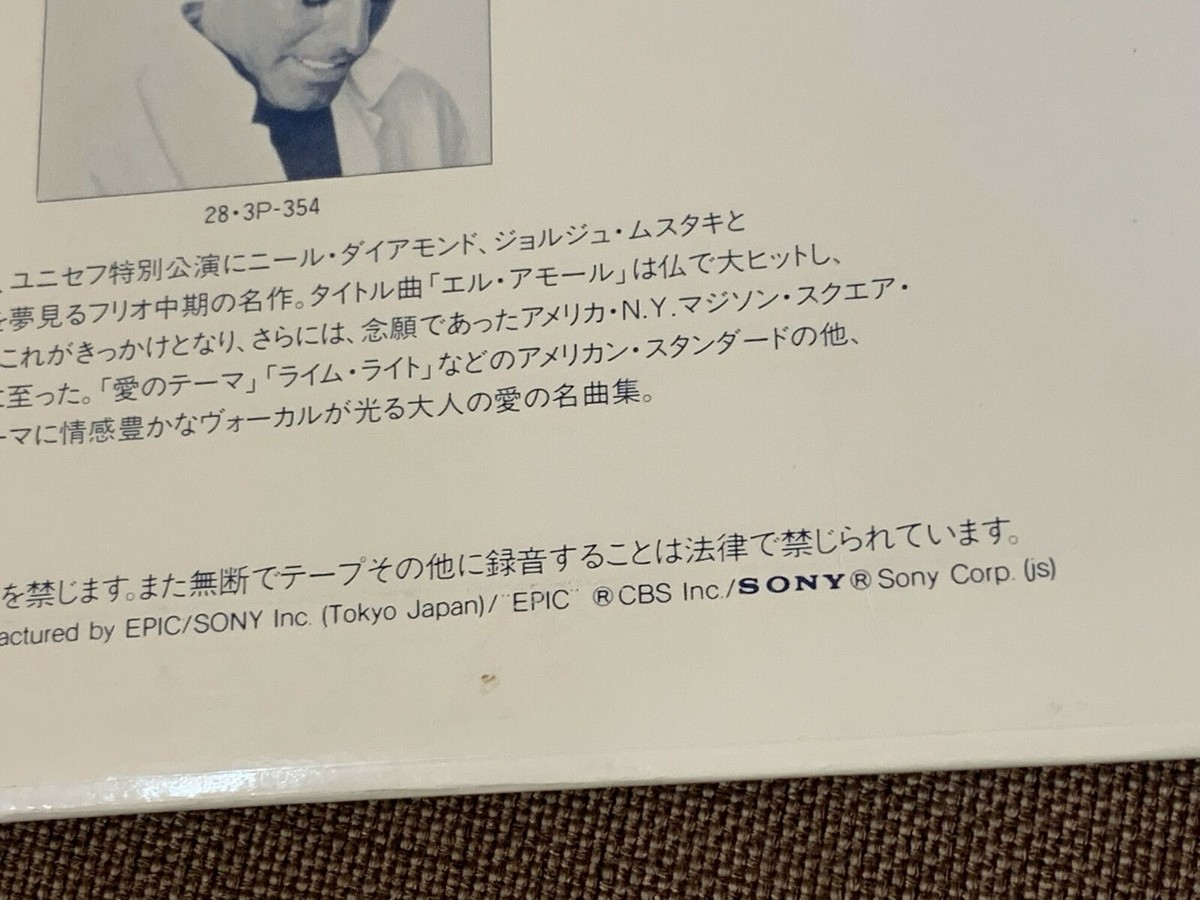 28・3P-354
、ユニセフ特別公演にニール・ダイアモンド、ジョルジュ・ムスタキと
を夢見るフリオ中期の名作。タイトル曲「エル・アモール」は仏で大ヒットし、
これがきっかけとなり、さらには、念願であったアメリカ・N.Y.マジソン・スクエア・
に至った。「愛のテーマ」「ライム・ライト」などのアメリカン・スタンダードの他、
ーマに情感豊かなヴォーカルが光る大人の愛の名曲集。
を禁じます。また無断でテープその他に録音することは法律で禁じられています。
actured by EPIC/SONY Inc. (Tokyo Japan)/¨EPIC¨ ®CBS Inc./SONY® Sony Corp. (js)